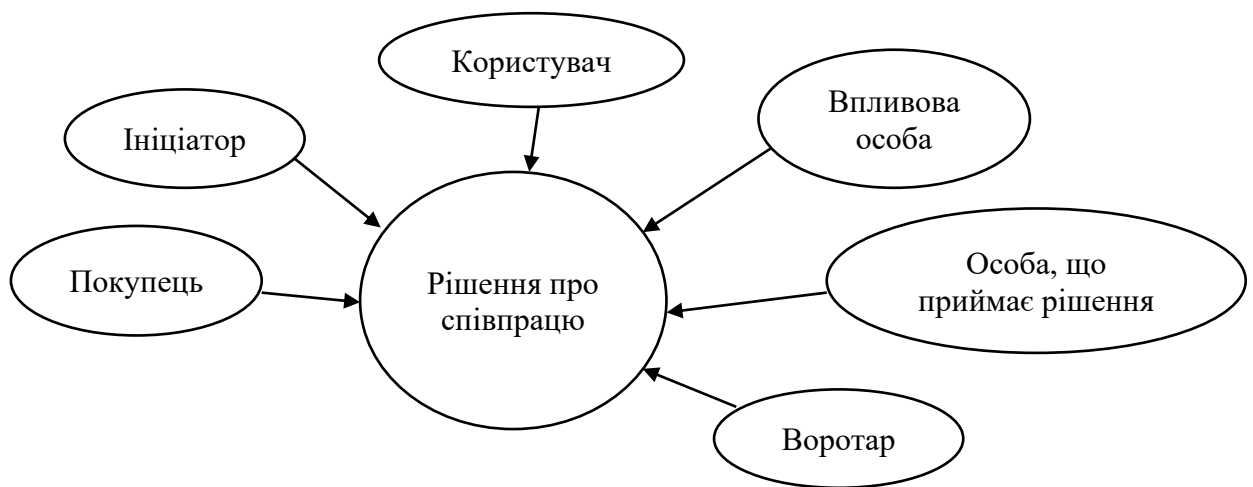 Користувач
Впливова
особа
Ініціатор
Покупець
Рішення про
співпрацю
Особа, що
приймає рішення
Воротар